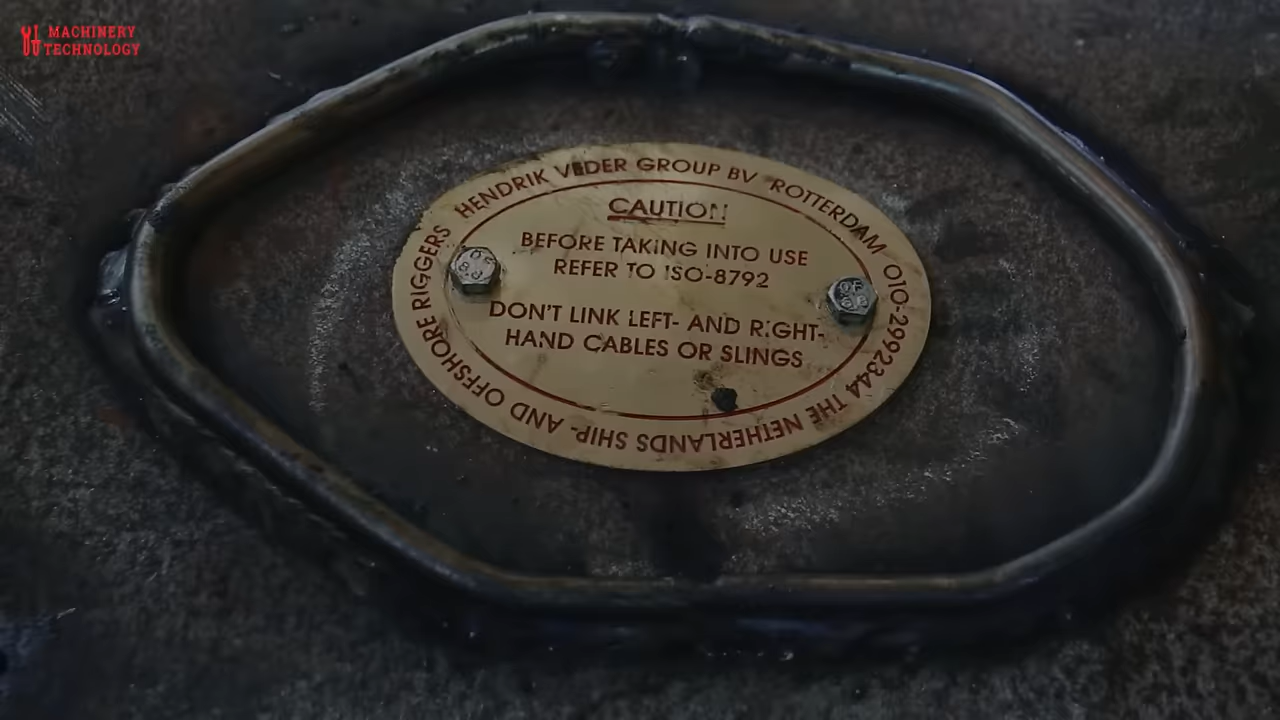 MACHINERY
TECHNOLOGY
HENDRIK VEDER GROUP BV ROTTERDAM 010-2992344 THE NETHERLANDS SHIP- AND OFFSHORE RIGGERS
CAUTION
BEFORE TAKING INTO USE
REFER TO ISO-8792
DON'T LINK LEFT- AND RIGHT-
HAND CABLES OR SLINGS